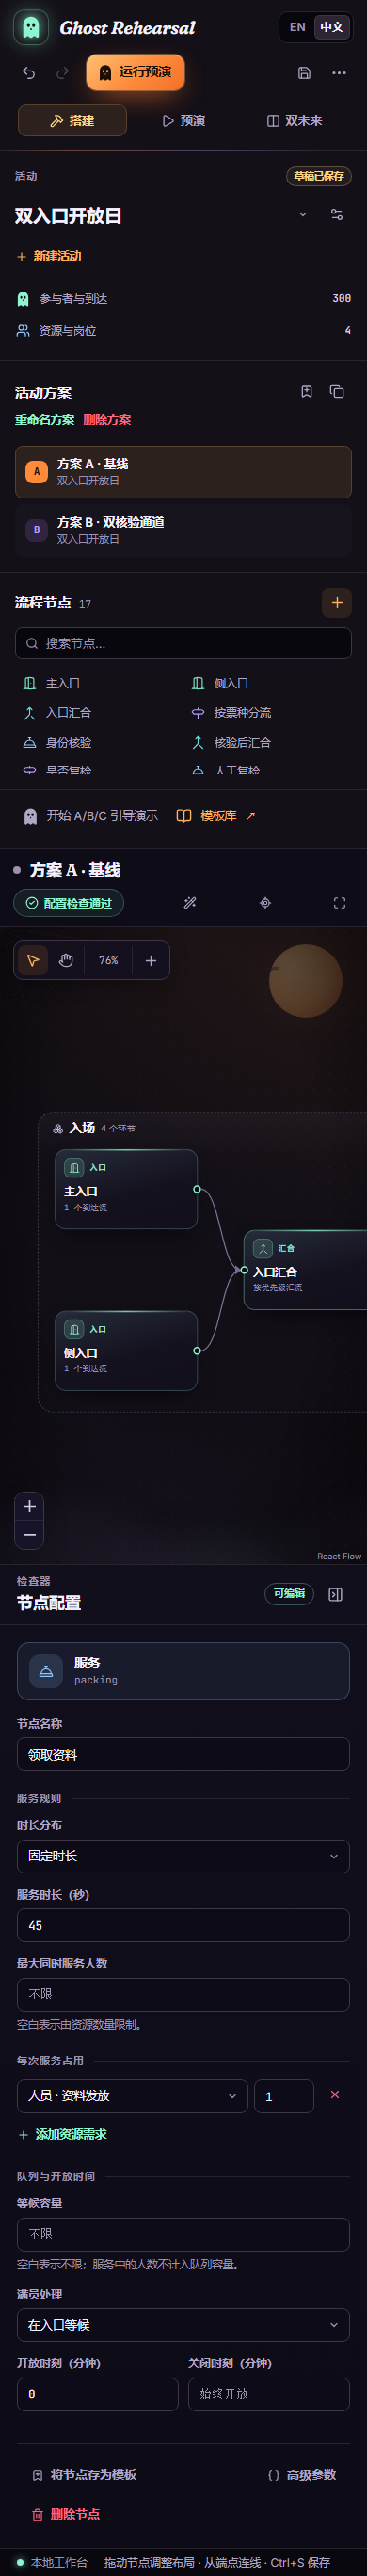 Ghost Rehearsal
EN 中文
运行预演
搭建 预演 双未来
活动 草稿已保存
双入口开放日
+ 新建活动
参与者与到达 300
资源与岗位 4
活动方案
重命名方案 删除方案
A 方案 A · 基线
双入口开放日
B 方案 B · 双核验通道
双入口开放日
流程节点 17
搜索节点...
主入口 侧入口
入口汇合 按票种分流
身份核验 核验后汇合
是否复检 人工复检
开始 A/B/C 引导演示 模板库 ↗
方案 A · 基线
配置检查通过
76%
入场 4 个环节
入口
主入口
1 个到达流
汇合
入口汇合
按优先级汇流
入口
侧入口
1 个到达流
React Flow
检查器
节点配置
可编辑
服务
packing
节点名称
领取资料
服务规则
时长分布
固定时长
服务时长（秒）
45
最大同时服务人数
不限
空白表示由资源数量限制。
每次服务占用
人员 · 资料发放 1
+ 添加资源需求
队列与开放时间
等候容量
不限
空白表示不限；服务中的人数不计入队列容量。
满员处理
在入口等候
开放时刻（分钟） 关闭时刻（分钟）
0 始终开放
将节点存为模板 高级参数
删除节点
本地工作台 拖动节点调整布局 · 从端点连线 · Ctrl+S 保存